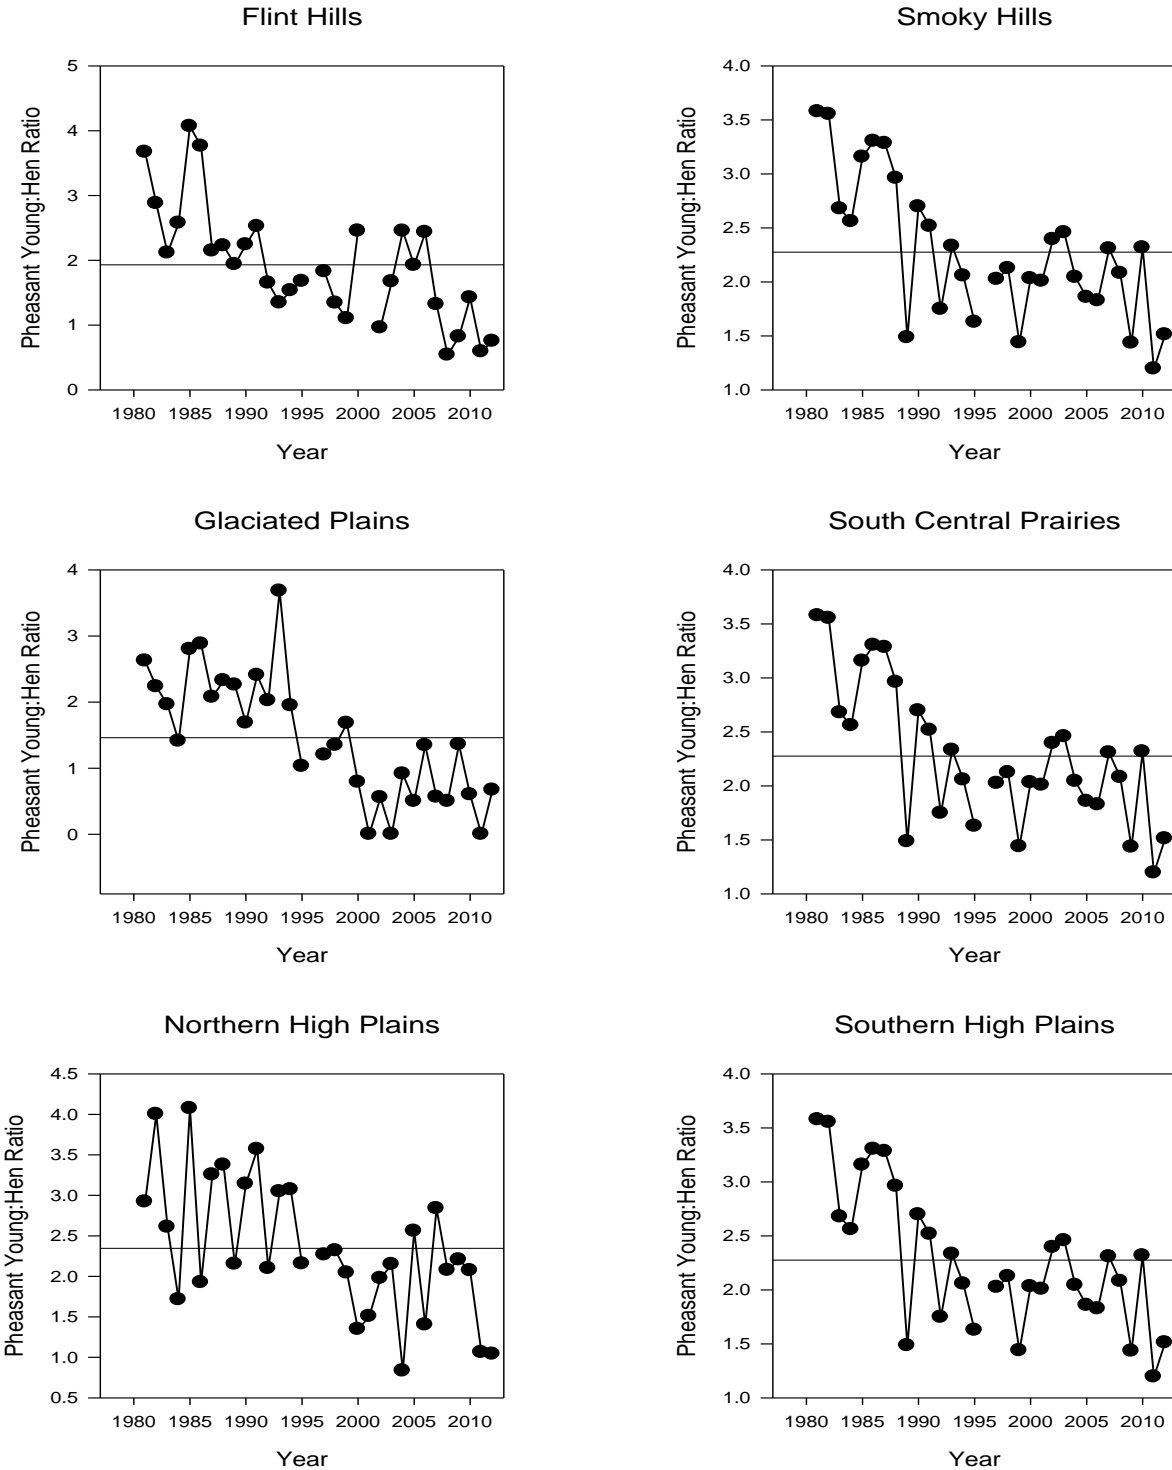 Flint Hills
Smoky Hills
Pheasant Young:Hen Ratio
5
4
3
2
1
0
1980 1985 1990 1995 2000 2005 2010
Year
Pheasant Young:Hen Ratio
4.0
3.5
3.0
2.5
2.0
1.5
1.0
1980 1985 1990 1995 2000 2005 2010
Year
Glaciated Plains
South Central Prairies
Pheasant Young:Hen Ratio
4
3
2
1
0
1980 1985 1990 1995 2000 2005 2010
Year
Pheasant Young:Hen Ratio
4.0
3.5
3.0
2.5
2.0
1.5
1.0
1980 1985 1990 1995 2000 2005 2010
Year
Northern High Plains
Southern High Plains
Pheasant Young:Hen Ratio
4.5
4.0
3.5
3.0
2.5
2.0
1.5
1.0
0.5
1980 1985 1990 1995 2000 2005 2010
Year
Pheasant Young:Hen Ratio
4.0
3.5
3.0
2.5
2.0
1.5
1.0
1980 1985 1990 1995 2000 2005 2010
Year